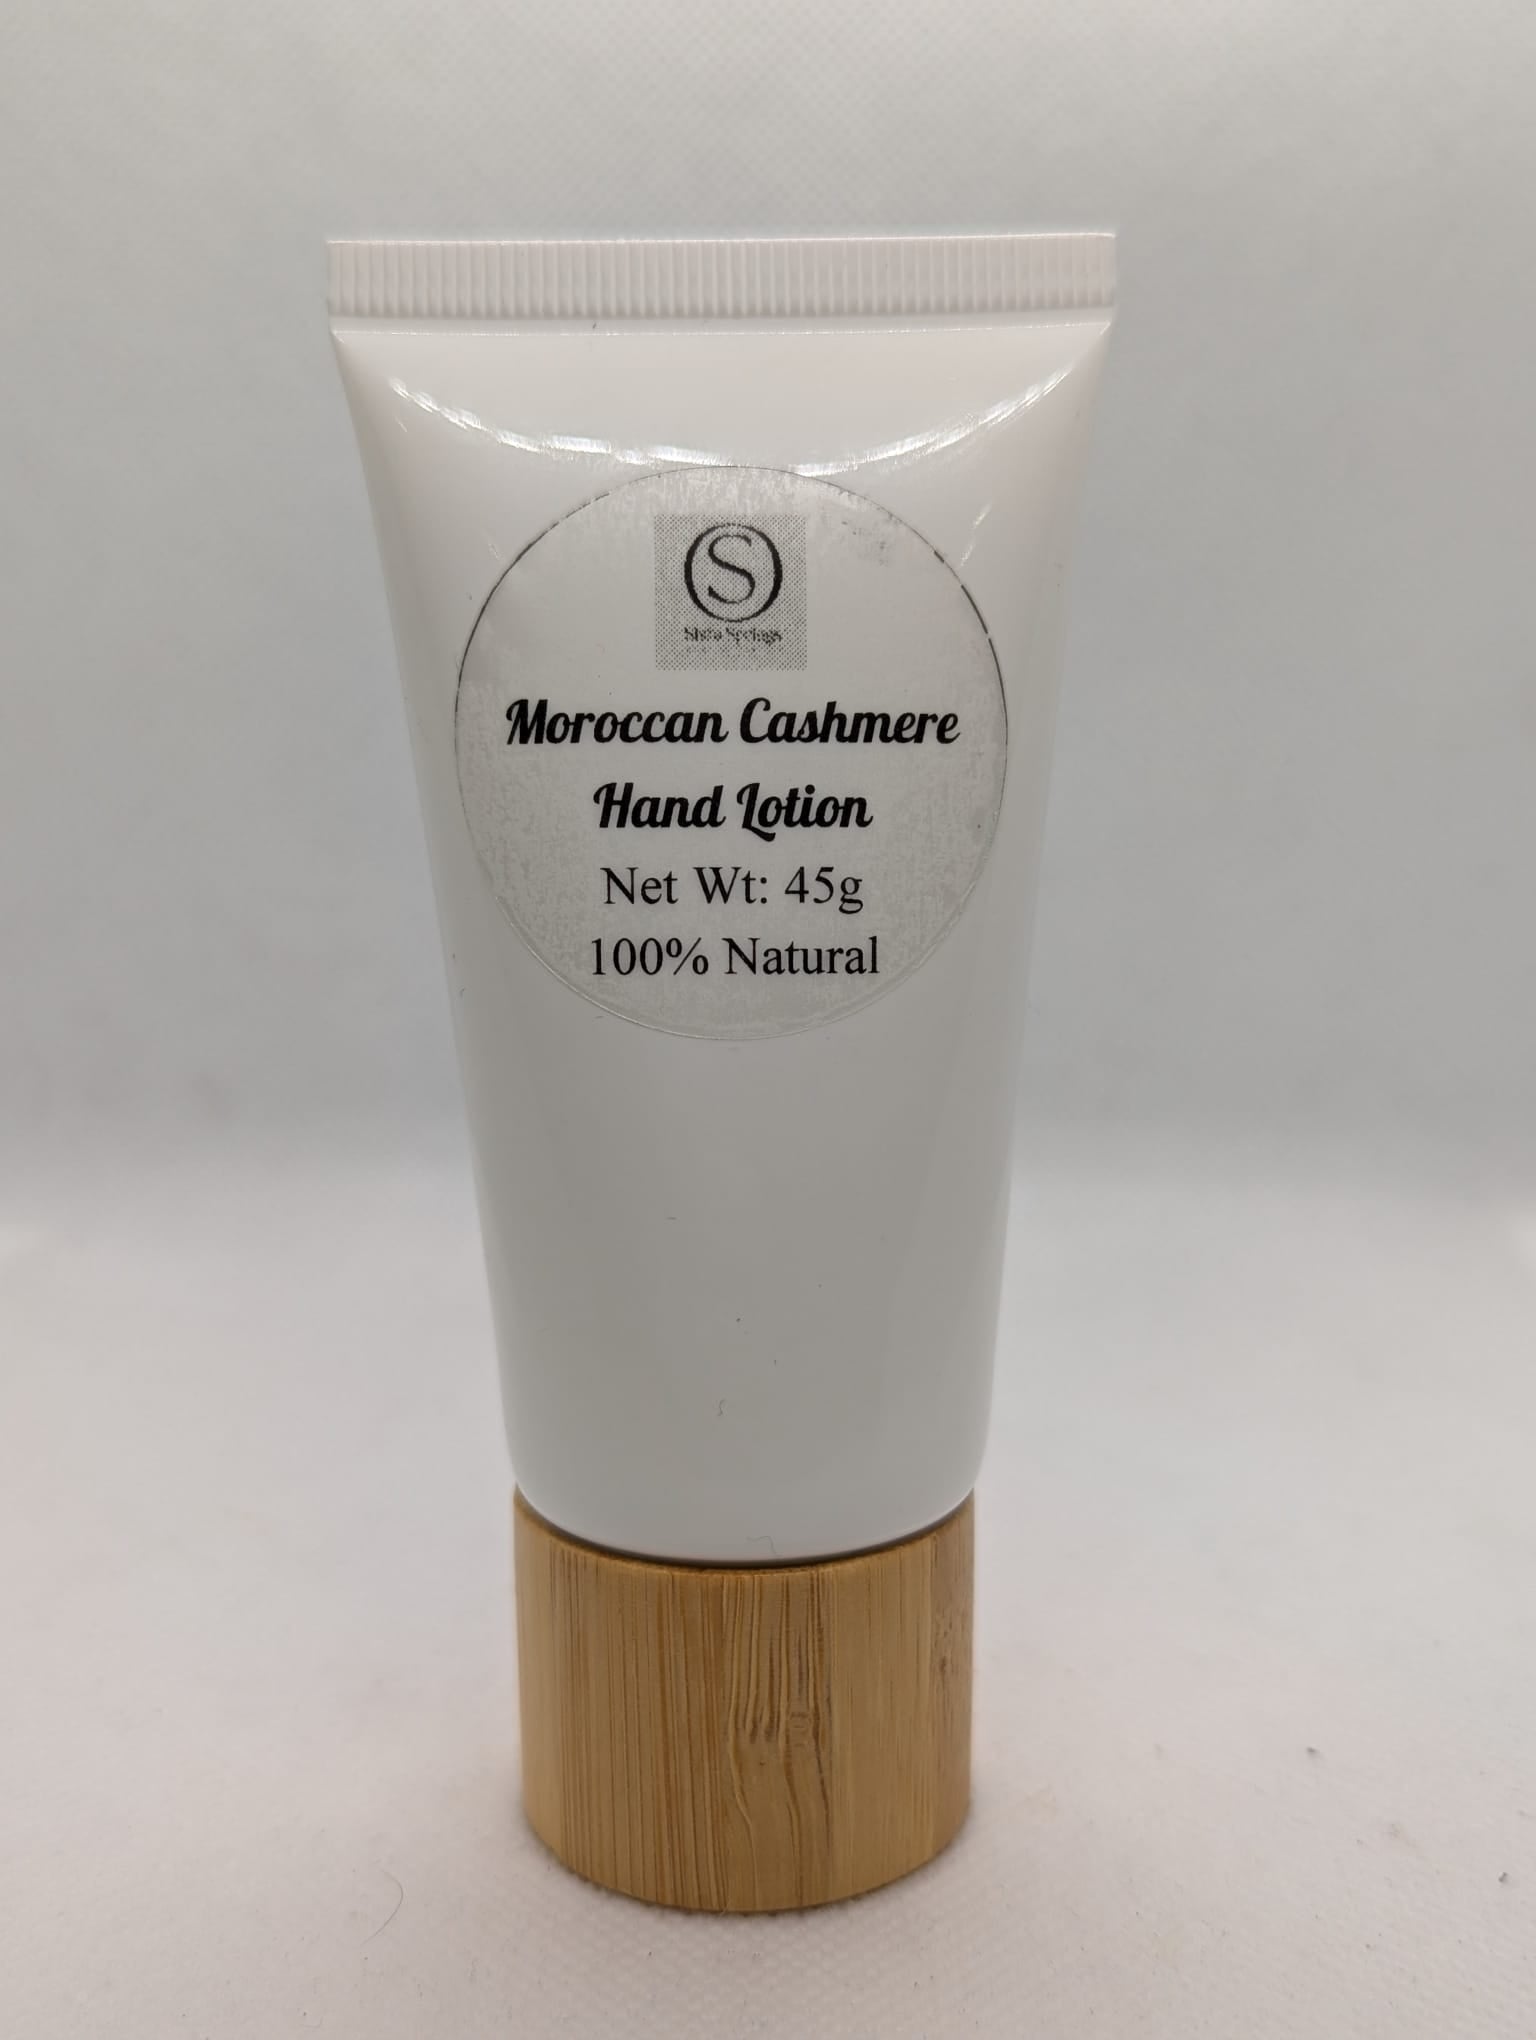 S
Moroccan Cashmere
Hand Lotion
Net Wt: 45g
100% Natural